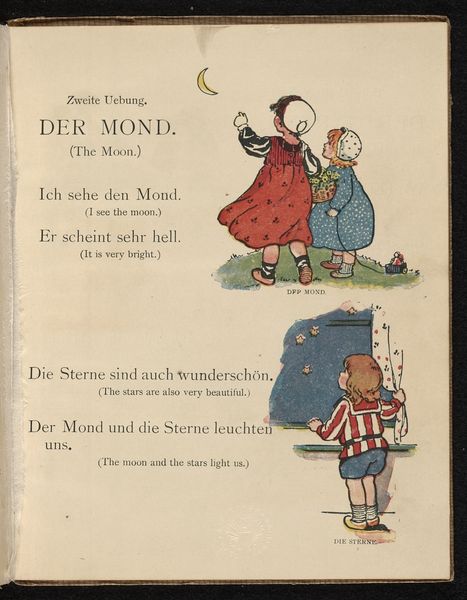 Zweite Uebung.
DER MOND.
(The Moon.)
Ich sehe den Mond.
(I see the moon.)
Er scheint sehr hell.
(It is very bright.)
DER MOND.
Die Sterne sind auch wunderschön.
(The stars are also very beautiful.)
Der Mond und die Sterne leuchten
uns.
(The moon and the stars light us.)
DIE STERNE.